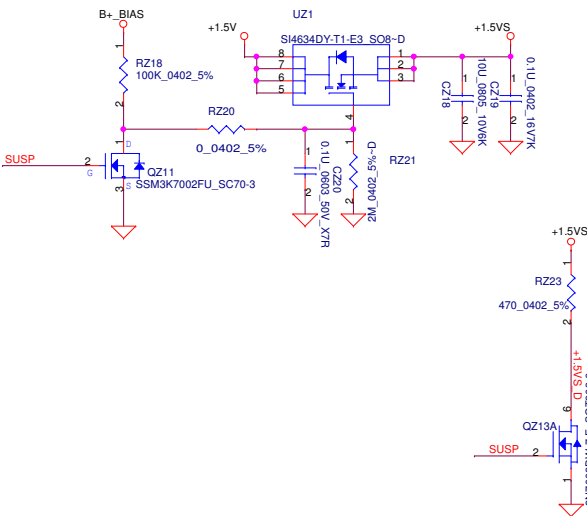 B+_BIAS
1
RZ18
100K_0402_5%
2
SUSP
2
G
1
D
S
3
QZ11
SSM3K7002FU_SC70-3
RZ20
0_0402_5%
+1.5V
UZ1
SI4634DY-T1-E3_SO8~D
8
7
6
5
1
2
3
4
1
2
CZ20
0.1U_0603_50V_X7R
1
2
RZ21
2M_0402_5%~D
+1.5VS
1
2
CZ18
10U_0805_10V6K
1
2
CZ19
0.1U_0402_16V7K
+1.5VS
1
RZ23
470_0402_5%
2
+1.5VS_D
6
QZ13A
SUSP
2
1